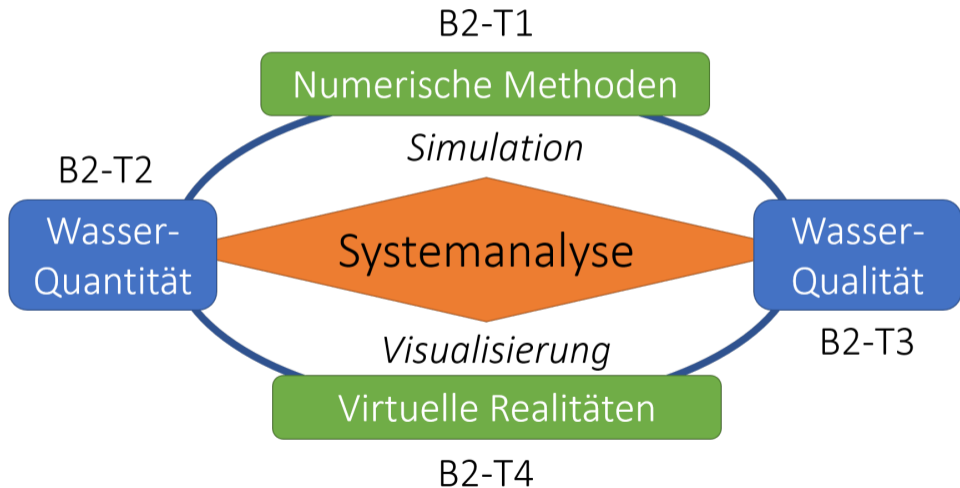 B2-T1
Numerische Methoden
Simulation
B2-T2
Wasser-
Quantität
Systemanalyse
Wasser-
Qualität
B2-T3
Visualisierung
Virtuelle Realitäten
B2-T4